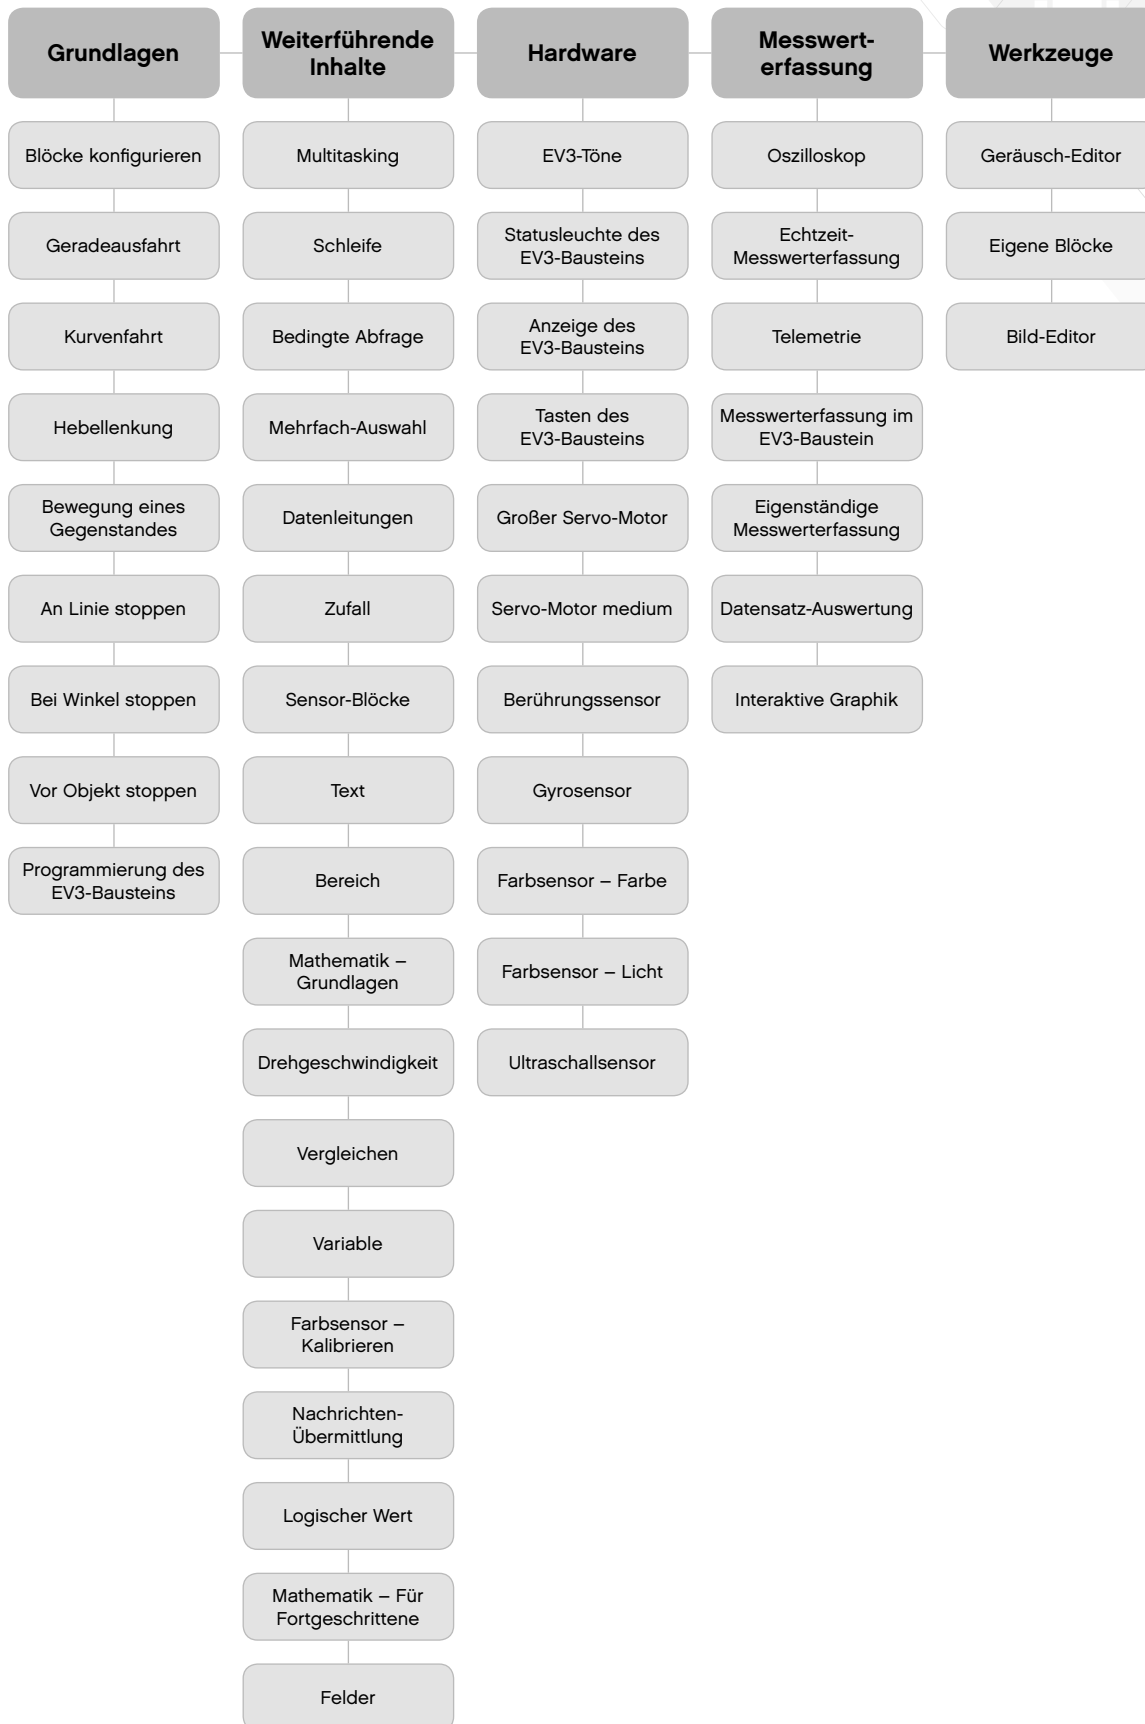 Grundlagen
Blöcke konfigurieren
Geradeausfahrt
Kurvenfahrt
Hebellenkung
Bewegung eines
Gegenstandes
An Linie stoppen
Bei Winkel stoppen
Vor Objekt stoppen
Programmierung des
EV3-Bausteins
Weiterführende
Inhalte
Multitasking
Schleife
Bedingte Abfrage
Mehrfach-Auswahl
Datenleitungen
Zufall
Sensor-Blöcke
Text
Bereich
Mathematik –
Grundlagen
Drehgeschwindigkeit
Vergleichen
Variable
Farbsensor –
Kalibrieren
Nachrichten-
Übermittlung
Logischer Wert
Mathematik – Für
Fortgeschrittene
Felder
Hardware
EV3-Töne
Statusleuchte des
EV3-Bausteins
Anzeige des
EV3-Bausteins
Tasten des
EV3-Bausteins
Großer Servo-Motor
Servo-Motor medium
Berührungssensor
Gyrosensor
Farbsensor – Farbe
Farbsensor – Licht
Ultraschallsensor
Messwert-
erfassung
Oszilloskop
Echtzeit-
Messwerterfassung
Telemetrie
Messwerterfassung im
EV3-Baustein
Eigenständige
Messwerterfassung
Datensatz-Auswertung
Interaktive Graphik
Werkzeuge
Geräusch-Editor
Eigene Blöcke
Bild-Editor